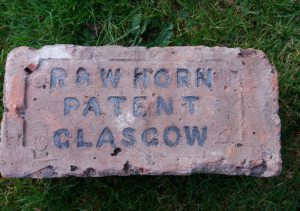 R & W HORN
PATENT
GLASGOW